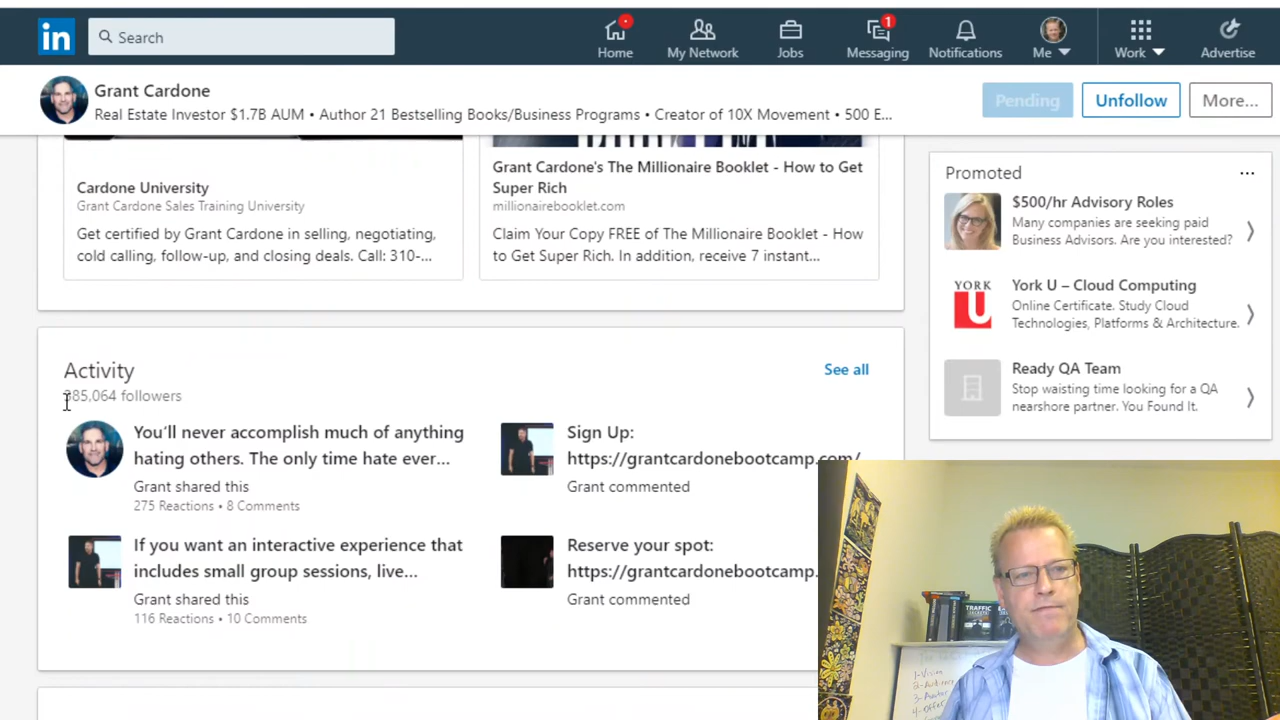 in
Search
Home
My Network
Jobs
1
Messaging
Notifications
Me
Work
Advertise
Grant Cardone
Real Estate Investor $1.7B AUM • Author 21 Bestselling Books/Business Programs • Creator of 10X Movement • 500 E...
Pending
Unfollow
More...
Cardone University
Grant Cardone Sales Training University
Get certified by Grant Cardone in selling, negotiating,
cold calling, follow-up, and closing deals. Call: 310-...
Grant Cardone's The Millionaire Booklet - How to Get
Super Rich
millionairebooklet.com
Claim Your Copy FREE of The Millionaire Booklet - How
to Get Super Rich. In addition, receive 7 instant...
Promoted
$500/hr Advisory Roles
Many companies are seeking paid
Business Advisors. Are you interested?
YORK
U
York U – Cloud Computing
Online Certificate. Study Cloud
Technologies, Platforms & Architecture.
Ready QA Team
Stop waisting time looking for a QA
nearshore partner. You Found It.
Activity
See all
385,064 followers
You'll never accomplish much of anything
hating others. The only time hate ever...
Grant shared this
275 Reactions • 8 Comments
Sign Up:
https://grantcardonebootcamp.com/
Grant commented
If you want an interactive experience that
includes small group sessions, live...
Grant shared this
116 Reactions • 10 Comments
Reserve your spot:
https://grantcardonebootcamp.
Grant commented
TRAFFIC
1-Vision